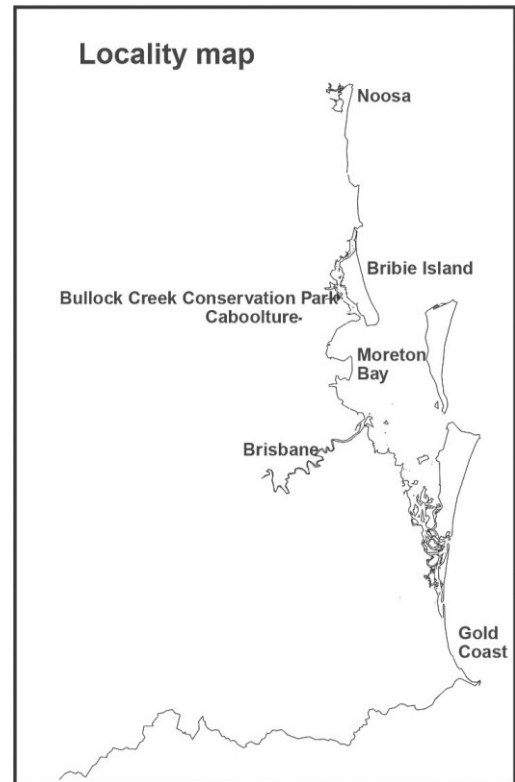 Locality map
Noosa
Bribie Island
Bullock Creek Conservation Park
Caboolture
Moreton
Bay
Brisbane
Gold
Coast